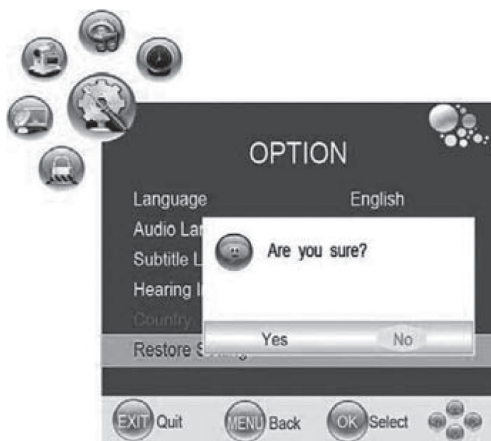 OPTION
Language English
Audio Lan
Subtitle L
Hearing I
Country
Restore S
Are you sure?
Yes No
EXIT Quit MENU Back OK Select